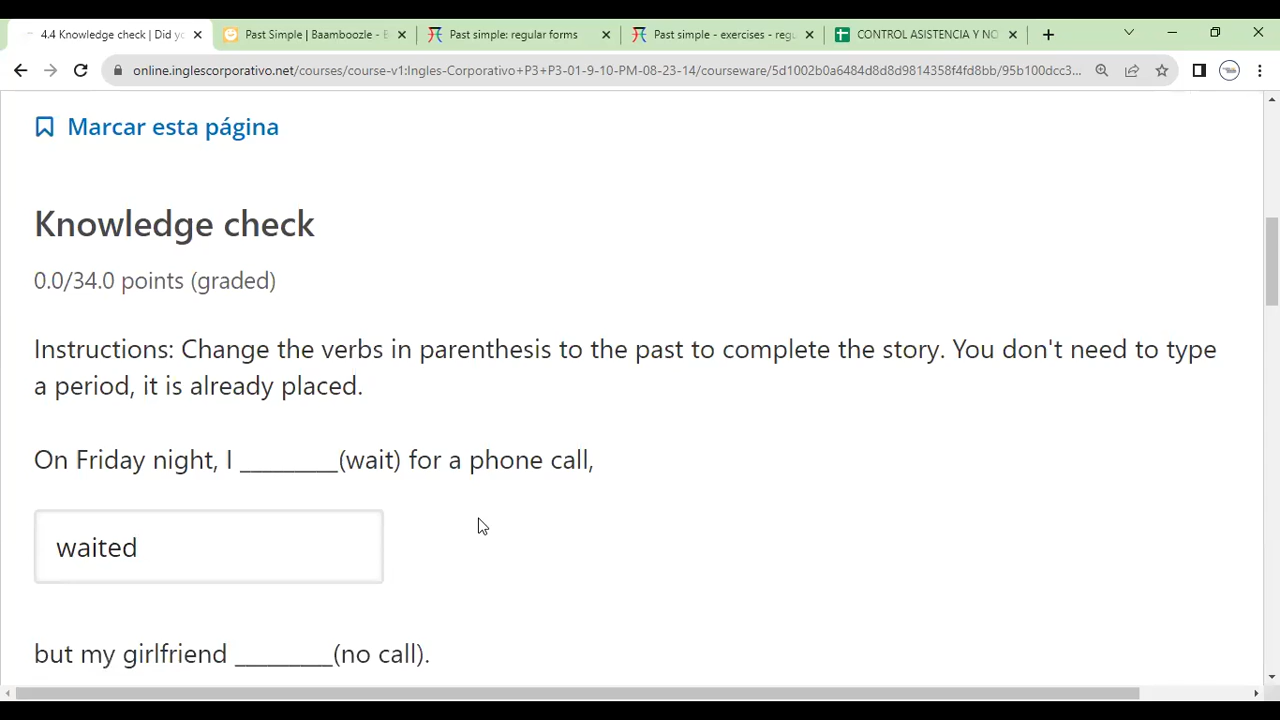 4.4 Knowledge check | Did yo
Past Simple | Baamboozle - B
Past simple: regular forms
Past simple - exercises - regu
CONTROL ASISTENCIA Y NO
online.inglescorporativo.net/courses/course-v1:Ingles-Corporativo+P3+P3-01-9-10-PM-08-23-14/courseware/5d1002b0a6484d8d8d9814358f4fd8bb/95b100dcc3...
Marcar esta página
Knowledge check
0.0/34.0 points (graded)
Instructions: Change the verbs in parenthesis to the past to complete the story. You don't need to type
a period, it is already placed.
On Friday night, I _________(wait) for a phone call,
waited
but my girlfriend _________(no call).